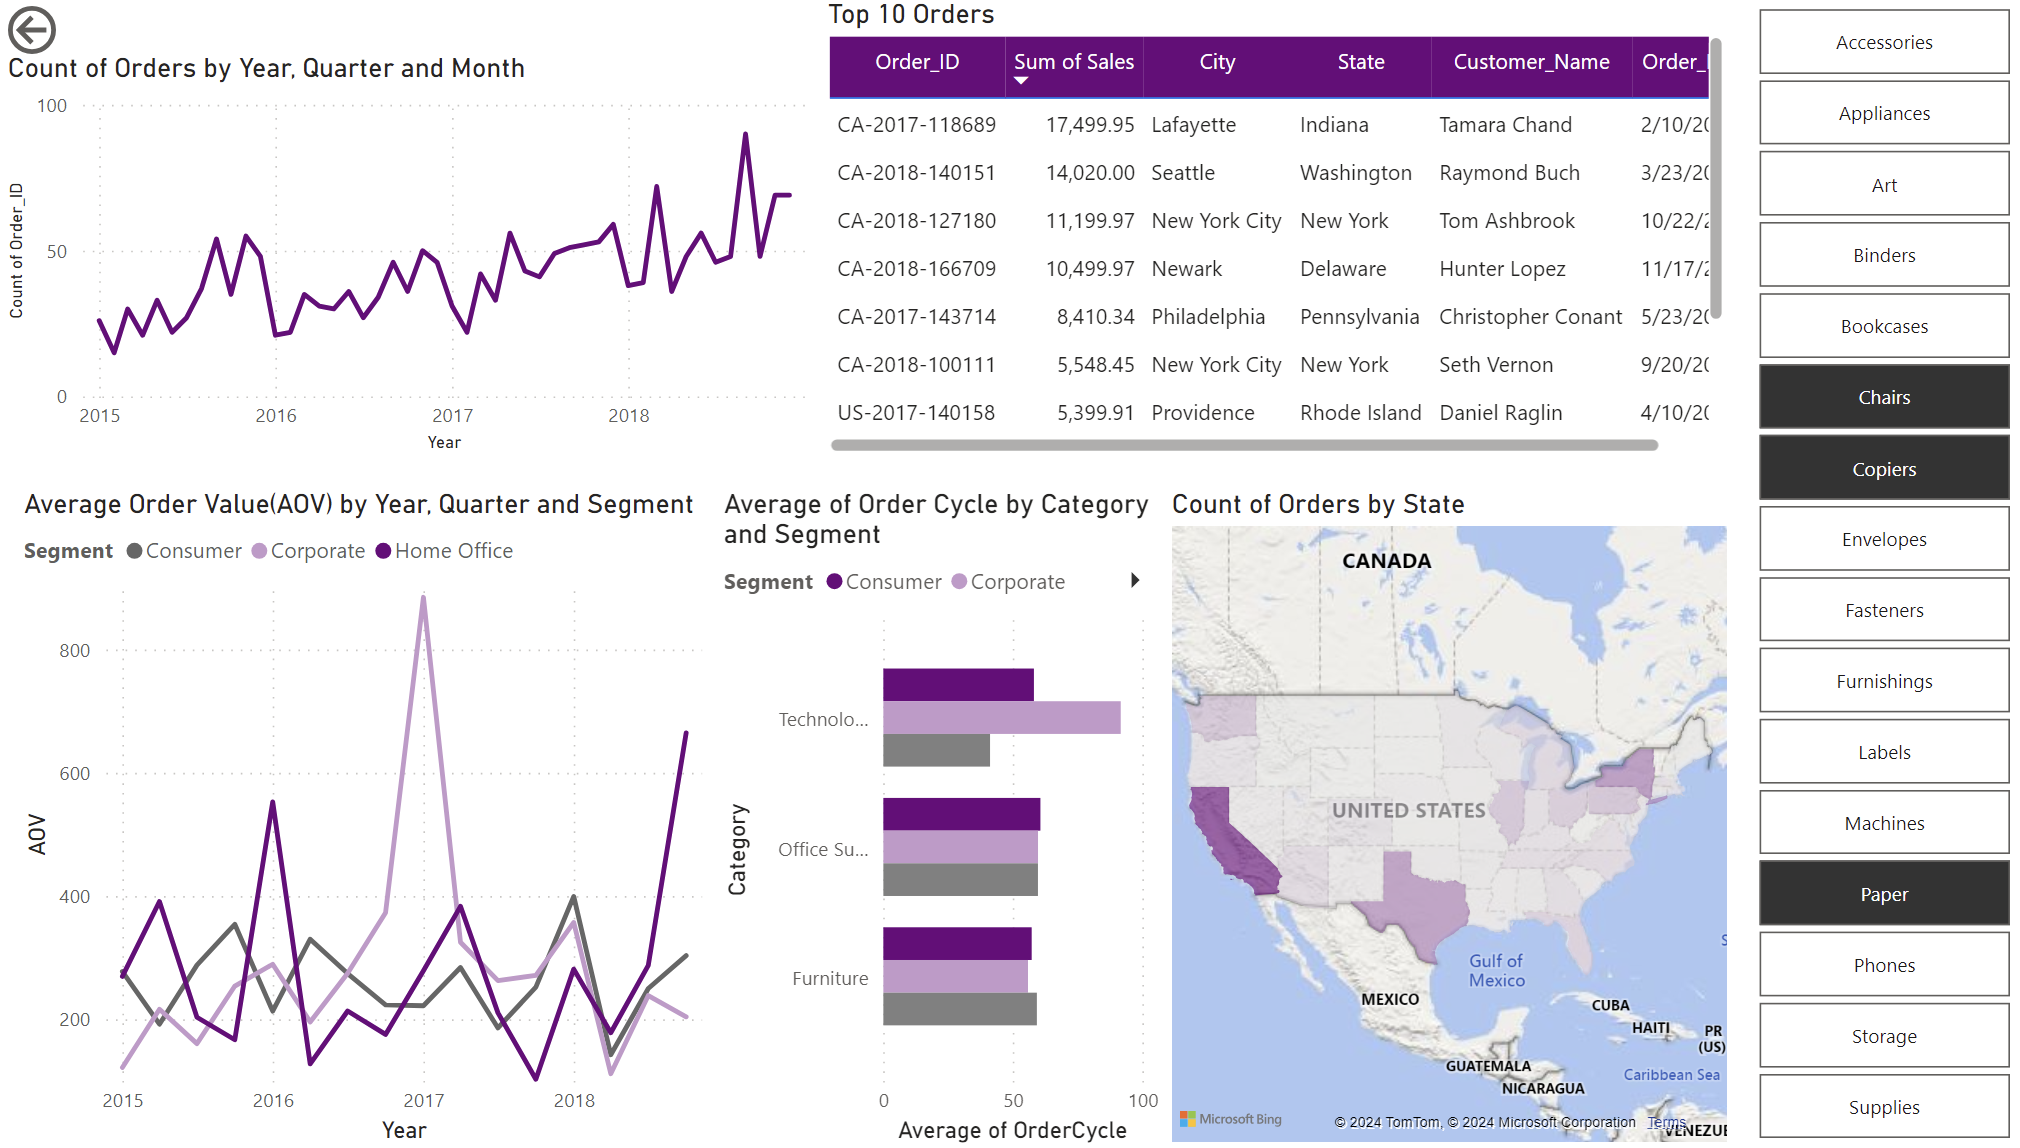 Count of Orders by Year, Quarter and Month
Count of Order_ID
100
50
0
2015 2016 2017 2018
Year
Top 10 Orders
Order_ID Sum of Sales City State Customer_Name Order_
CA-2017-118689 17,499.95 Lafayette Indiana Tamara Chand 2/10/20
CA-2018-140151 14,020.00 Seattle Washington Raymond Buch 3/23/20
CA-2018-127180 11,199.97 New York City New York Tom Ashbrook 10/22/2
CA-2018-166709 10,499.97 Newark Delaware Hunter Lopez 11/17/2
CA-2017-143714 8,410.34 Philadelphia Pennsylvania Christopher Conant 5/23/20
CA-2018-100111 5,548.45 New York City New York Seth Vernon 9/20/20
US-2017-140158 5,399.91 Providence Rhode Island Daniel Raglin 4/10/20
Average Order Value(AOV) by Year, Quarter and Segment
Segment Consumer Corporate Home Office
AOV
800
600
400
200
2015 2016 2017 2018
Year
Average of Order Cycle by Category
and Segment
Segment Consumer Corporate
Category
Technolo...
Office Su...
Furniture
0 50 100
Average of OrderCycle
Count of Orders by State
CANADA
UNITED STATES
Gulf of
Mexico
MEXICO
CUBA
HAITI
PR
(US)
GUATEMALA
NICARAGUA
Caribbean Sea
Microsoft Bing
© 2024 TomTom, © 2024 Microsoft Corporation Terms
VENEZUE
Accessories
Appliances
Art
Binders
Bookcases
Chairs
Copiers
Envelopes
Fasteners
Furnishings
Labels
Machines
Paper
Phones
Storage
Supplies